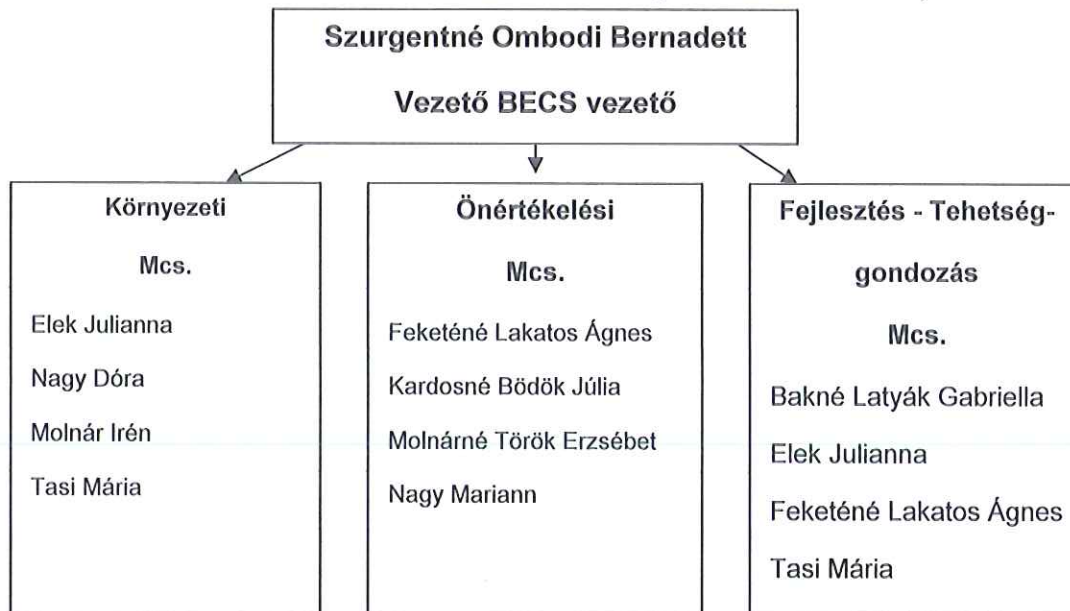 Szurgentné Ombodi Bernadett
Vezető BECS vezető
Környezeti
Mcs.
Elek Julianna
Nagy Dóra
Molnár Irén
Tasi Mária
Önértékelési
Mcs.
Feketéné Lakatos Ágnes
Kardosné Bödök Júlia
Molnárné Török Erzsébet
Nagy Mariann
Fejlesztés - Tehetség-
gondozás
Mcs.
Bakné Latyák Gabriella
Elek Julianna
Feketéné Lakatos Ágnes
Tasi Mária